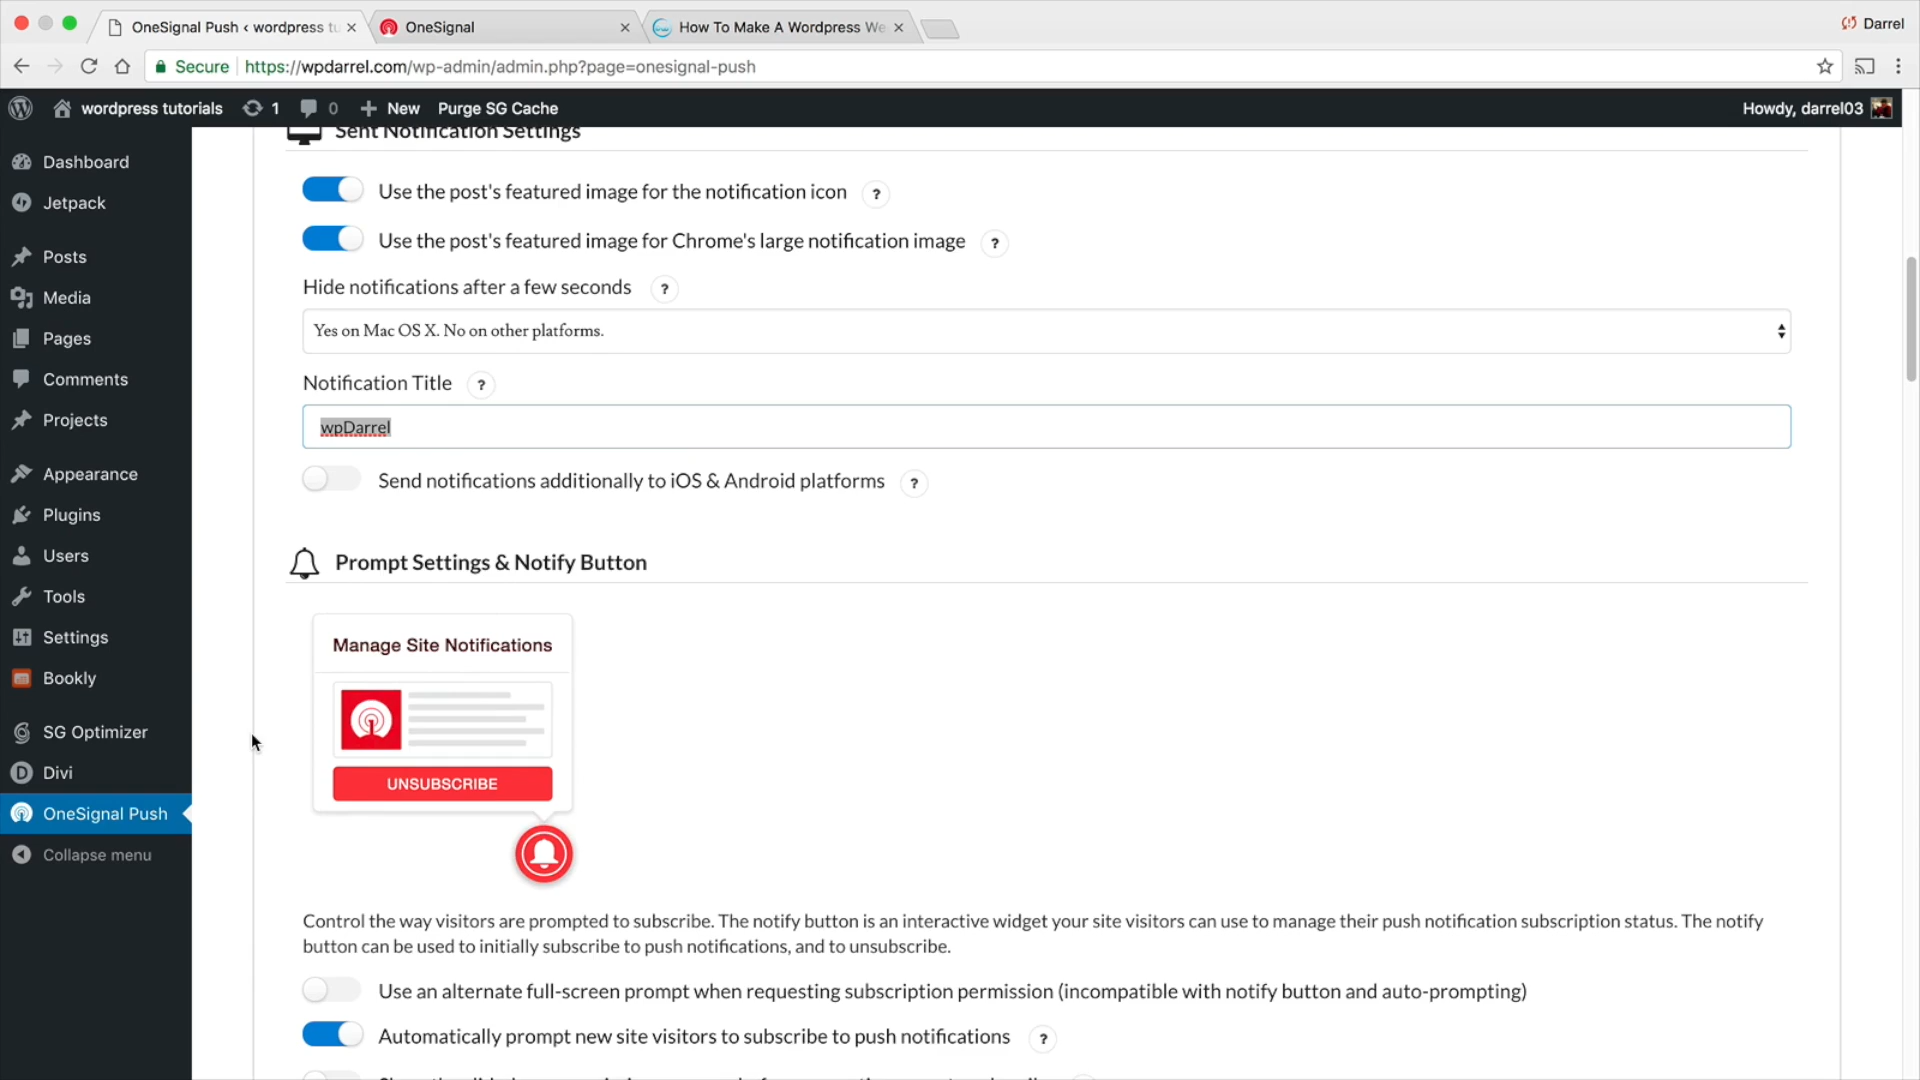 OneSignal Push ‹ wordpress tu
OneSignal
How To Make A Wordpress We
Darrel
Secure
https://wpdarrel.com/wp-admin/admin.php?page=onesignal-push
wordpress tutorials
1
0
New
Purge SG Cache
Howdy, darrel03
Dashboard
Jetpack
Posts
Media
Pages
Comments
Projects
Appearance
Plugins
Users
Tools
Settings
Bookly
SG Optimizer
Divi
OneSignal Push
Collapse menu
Sent Notification Settings
Use the post's featured image for the notification icon ?
Use the post's featured image for Chrome's large notification image ?
Hide notifications after a few seconds ?
Yes on Mac OS X. No on other platforms.
Notification Title ?
wpDarrel
Send notifications additionally to iOS & Android platforms ?
Prompt Settings & Notify Button
Manage Site Notifications
UNSUBSCRIBE
Control the way visitors are prompted to subscribe. The notify button is an interactive widget your site visitors can use to manage their push notification subscription status. The notify
button can be used to initially subscribe to push notifications, and to unsubscribe.
Use an alternate full-screen prompt when requesting subscription permission (incompatible with notify button and auto-prompting)
Automatically prompt new site visitors to subscribe to push notifications ?